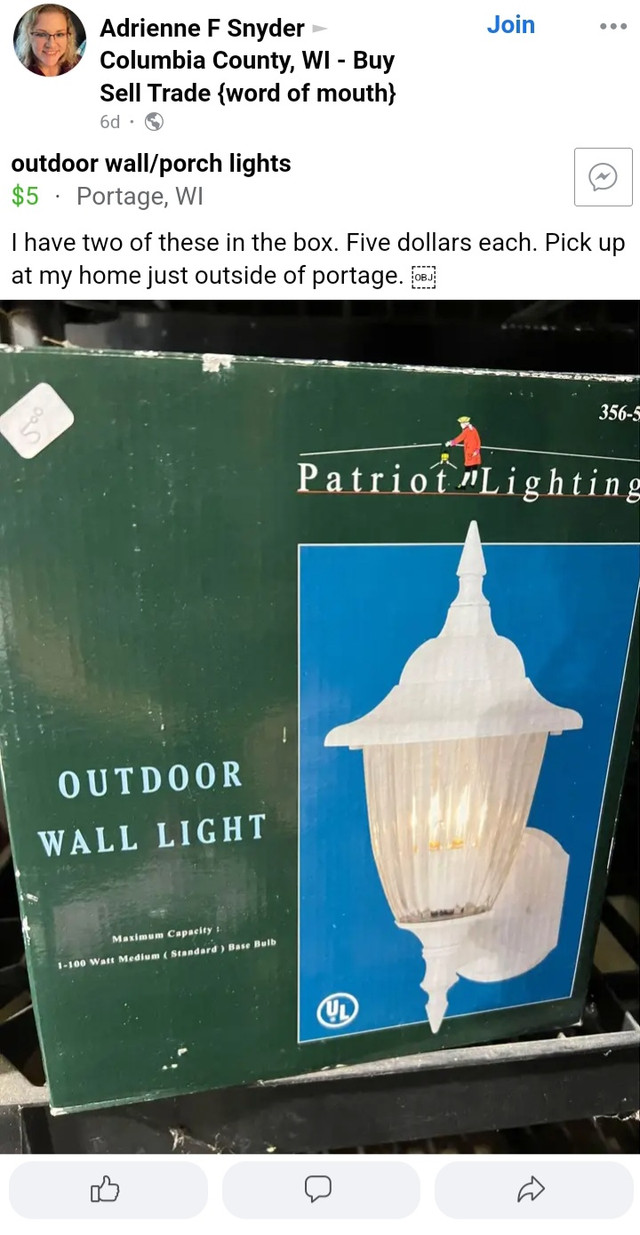 Adrienne F Snyder
Join
Columbia County, WI - Buy
Sell Trade {word of mouth}
6d ·
outdoor wall/porch lights
$5 · Portage, WI
I have two of these in the box. Five dollars each. Pick up
at my home just outside of portage. OBJ
500
356-5
Patriot Lighting
OUTDOOR
WALL LIGHT
Maximum Capacity :
1-100 Watt Medium ( Standard ) Base Bulb
UL